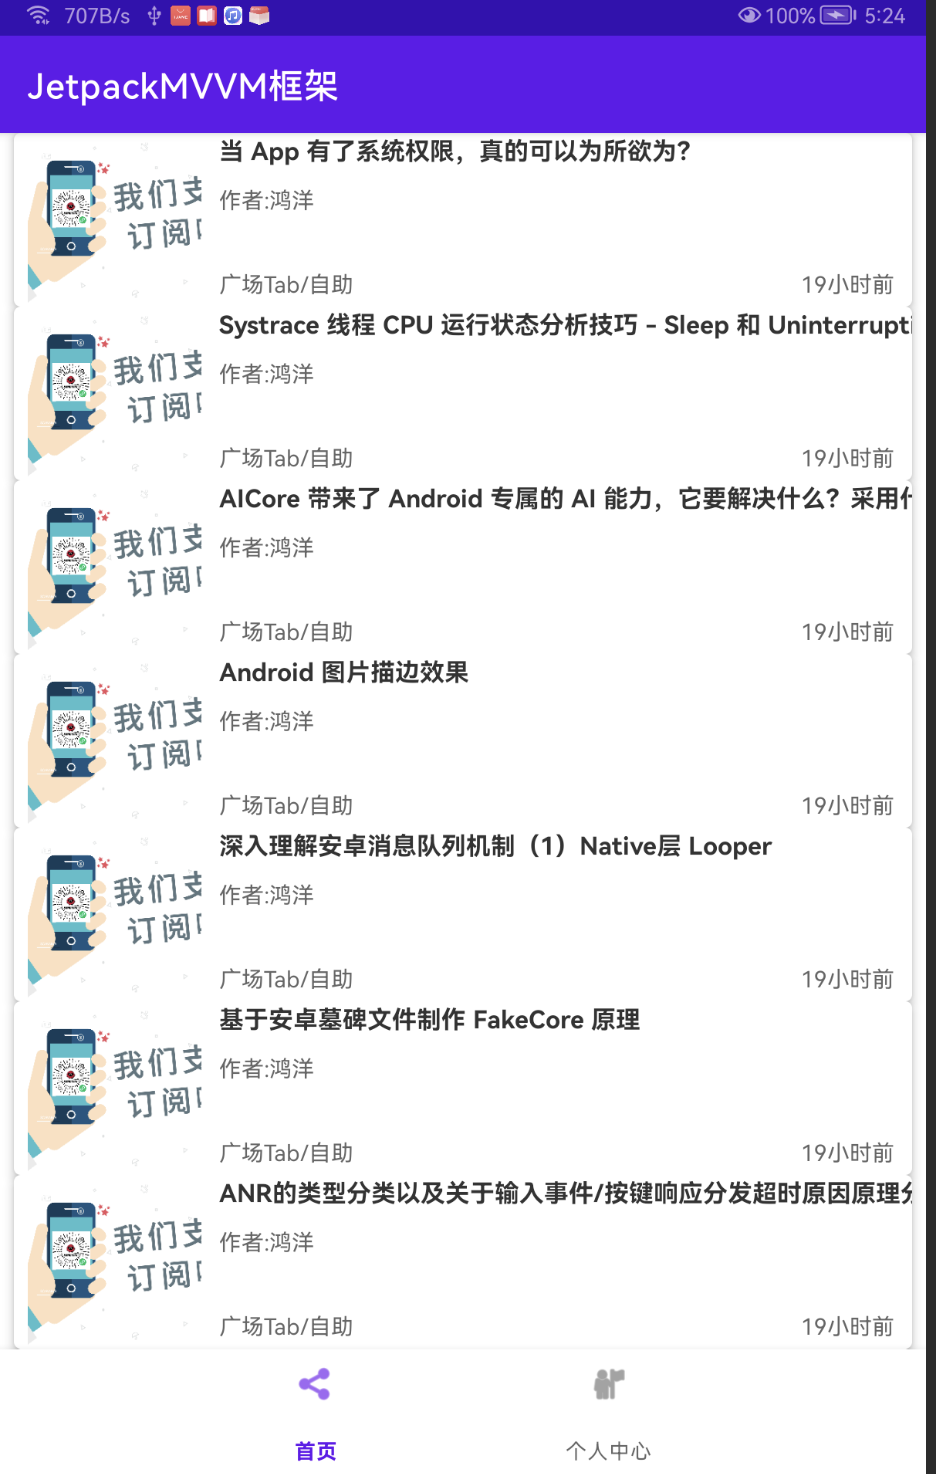 707B/s 100% 5:24
JetpackMVVM框架
当 App 有了系统权限，真的可以为所欲为？
作者:鸿洋
我们支
订阅
广场Tab/自助 19小时前
Systrace 线程 CPU 运行状态分析技巧 - Sleep 和 Uninterrupti
作者:鸿洋
我们支
订阅
广场Tab/自助 19小时前
AICore 带来了 Android 专属的 AI 能力，它要解决什么？采用什
作者:鸿洋
我们支
订阅
广场Tab/自助 19小时前
Android 图片描边效果
作者:鸿洋
我们支
订阅
广场Tab/自助 19小时前
深入理解安卓消息队列机制（1）Native层 Looper
作者:鸿洋
我们支
订阅
广场Tab/自助 19小时前
基于安卓墓碑文件制作 FakeCore 原理
作者:鸿洋
我们支
订阅
广场Tab/自助 19小时前
ANR的类型分类以及关于输入事件/按键响应分发超时原因原理分
作者:鸿洋
我们支
订阅
广场Tab/自助 19小时前
首页 个人中心